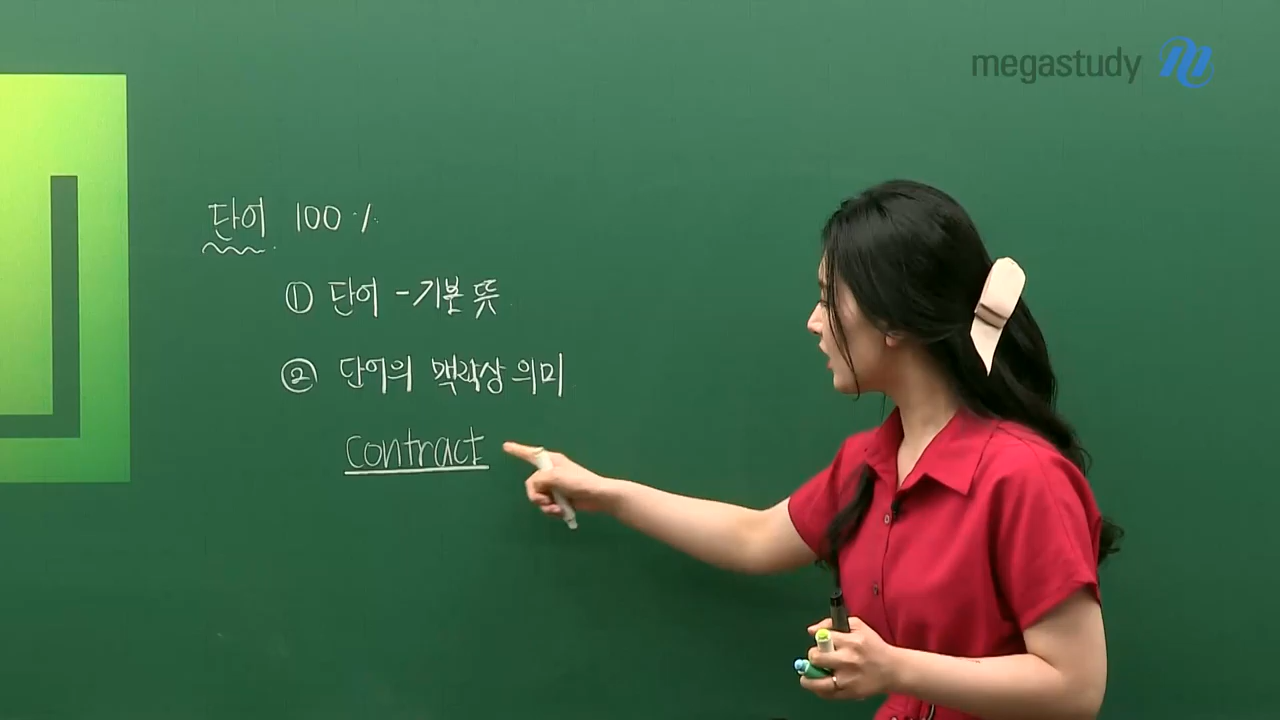 megastudy
단어 100%
① 단어 - 기본 뜻
② 단어의 맥락상 의미
contract